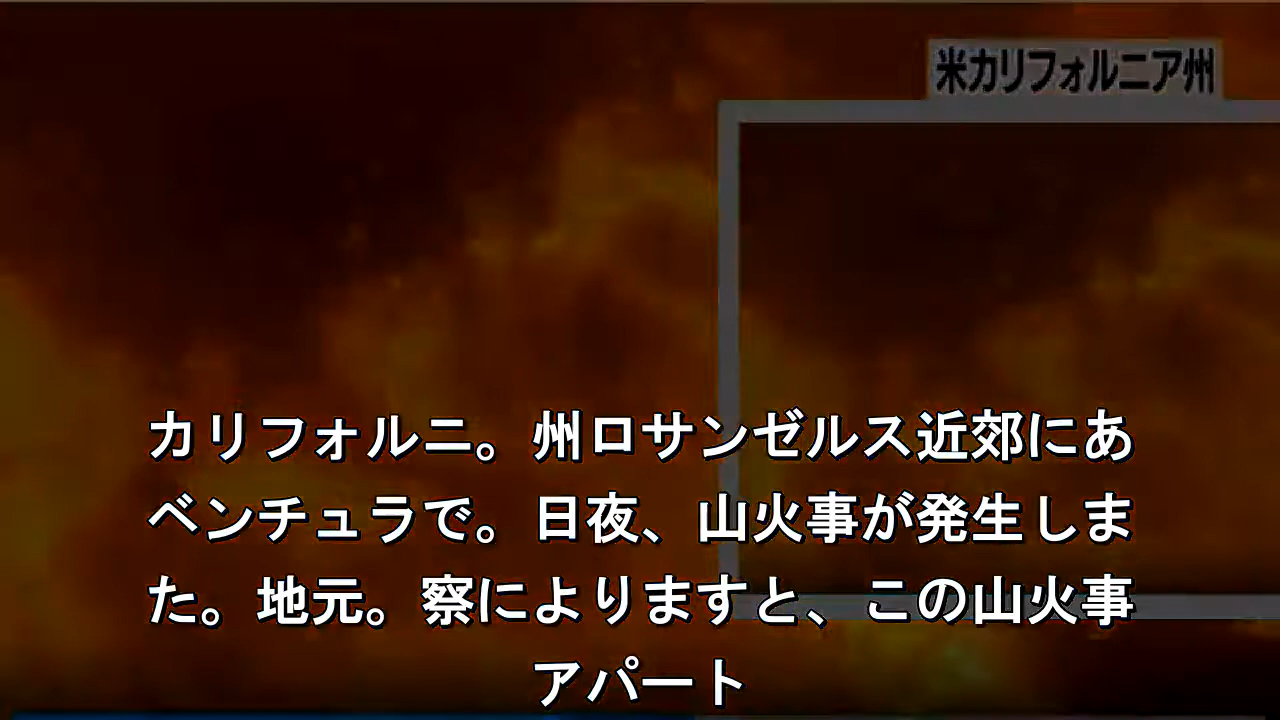 米カリフォルニア州
カリフォルニ。州ロサンゼルス近郊にあ
ベンチュラで。日夜、山火事が発生しま
た。地元。察によりますと、この山火事
アパート